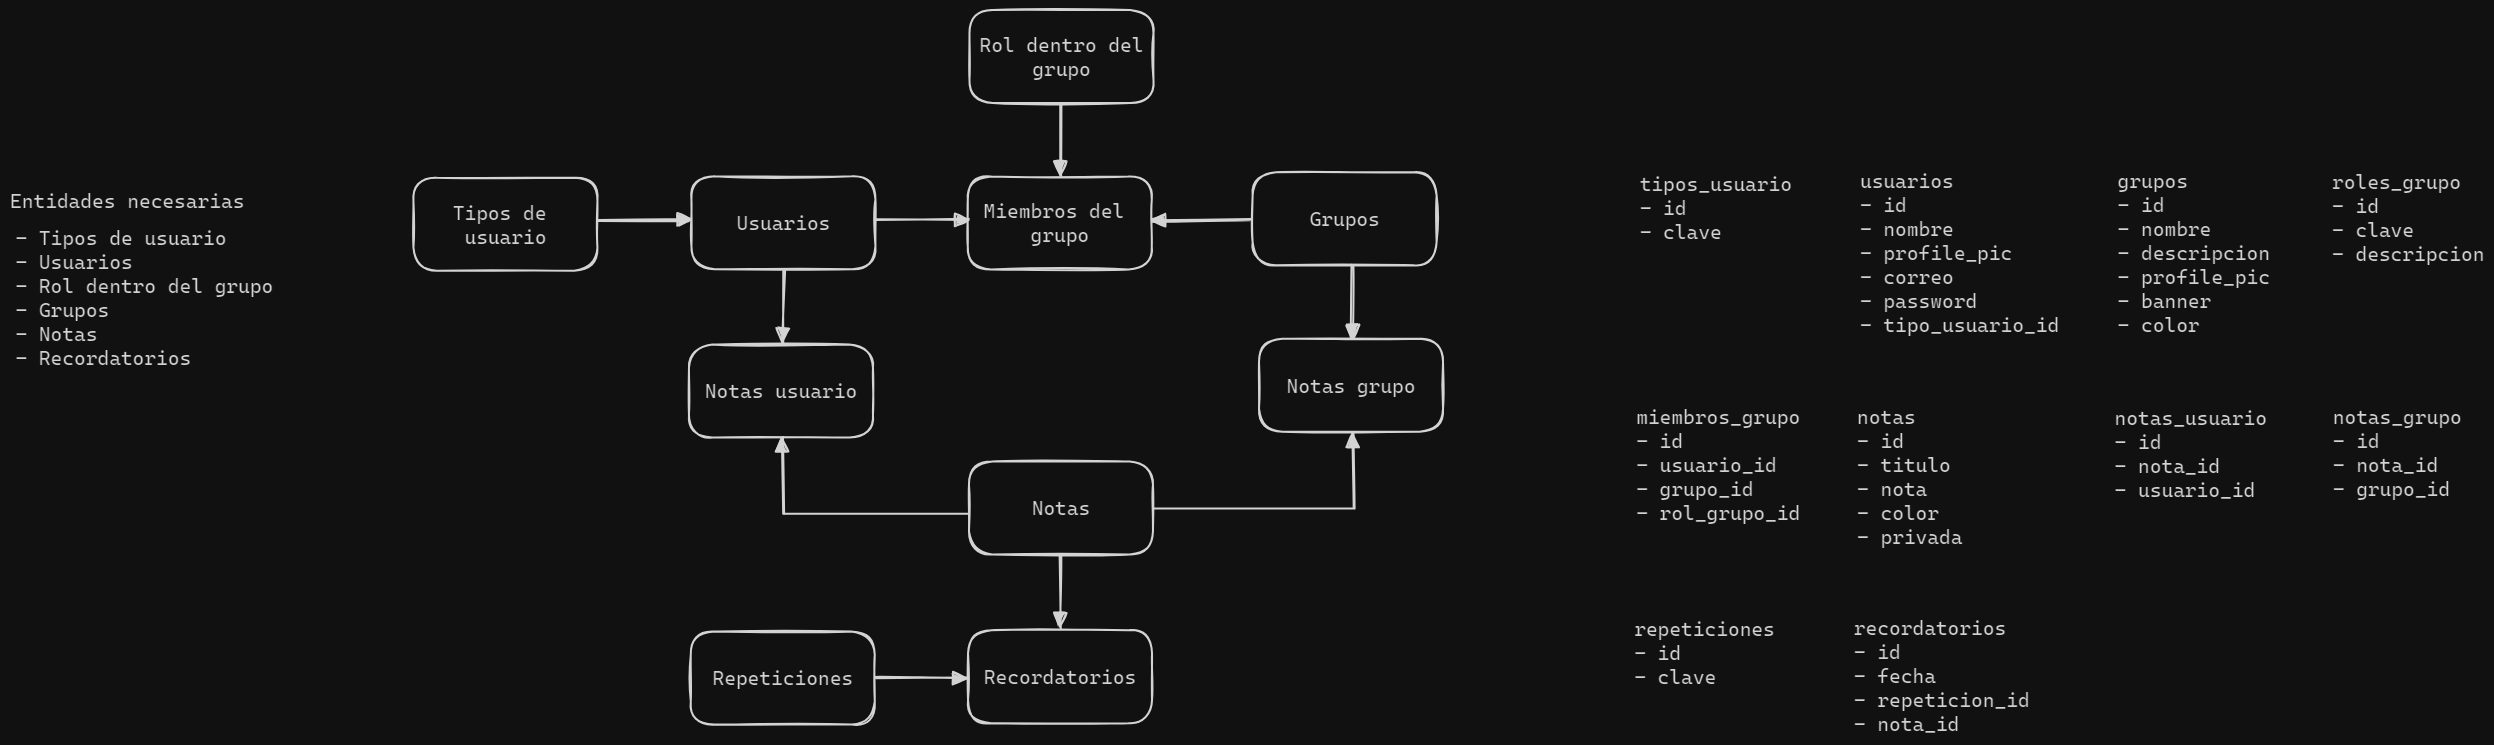 Entidades necesarias
- Tipos de usuario
- Usuarios
- Rol dentro del grupo
- Grupos
- Notas
- Recordatorios
Rol dentro del
grupo
Tipos de
usuario
Usuarios
Miembros del
grupo
Grupos
Notas usuario
Notas grupo
Notas
Repeticiones
Recordatorios
tipos_usuario
- id
- clave
usuarios
- id
- nombre
- profile_pic
- correo
- password
- tipo_usuario_id
grupos
- id
- nombre
- descripcion
- profile_pic
- banner
- color
roles_grupo
- id
- clave
- descripcion
miembros_grupo
- id
- usuario_id
- grupo_id
- rol_grupo_id
notas
- id
- titulo
- nota
- color
- privada
notas_usuario
- id
- nota_id
- usuario_id
notas_grupo
- id
- nota_id
- grupo_id
repeticiones
- id
- clave
recordatorios
- id
- fecha
- repeticion_id
- nota_id